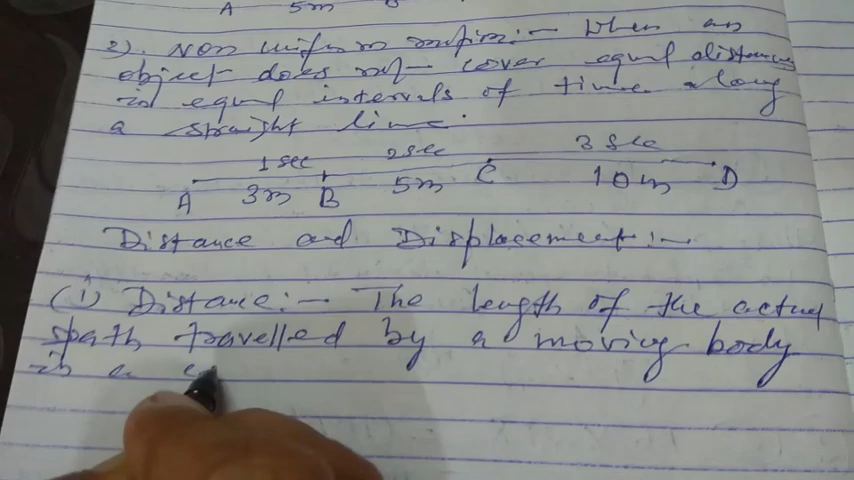 A 5m B
2). Non uniform motion:- When an
object does not cover equal distances
in equal intervals of time along
a straight line.
1 sec 2 sec 3 sec
A 3m B 5m C 10m D
Distance and Displacement:-
(i) Distance:- The length of the actual
path travelled by a moving body
in a